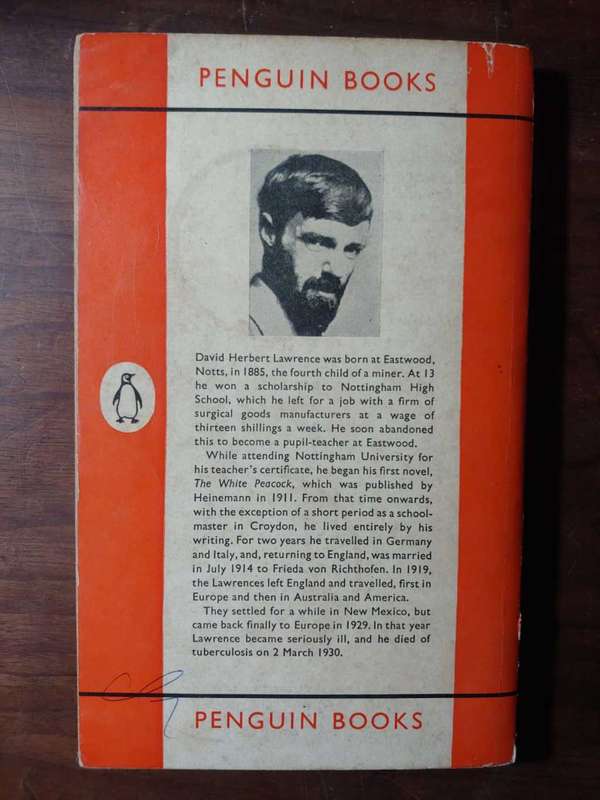 PENGUIN BOOKS
David Herbert Lawrence was born at Eastwood,
Notts, in 1885, the fourth child of a miner. At 13
he won a scholarship to Nottingham High
School, which he left for a job with a firm of
surgical goods manufacturers at a wage of
thirteen shillings a week. He soon abandoned
this to become a pupil-teacher at Eastwood.
While attending Nottingham University for
his teacher's certificate, he began his first novel,
The White Peacock, which was published by
Heinemann in 1911. From that time onwards,
with the exception of a short period as a school-
master in Croydon, he lived entirely by his
writing. For two years he travelled in Germany
and Italy, and, returning to England, was married
in July 1914 to Frieda von Richthofen. In 1919,
the Lawrences left England and travelled, first in
Europe and then in Australia and America.
They settled for a while in New Mexico, but
came back finally to Europe in 1929. In that year
Lawrence became seriously ill, and he died of
tuberculosis on 2 March 1930.
PENGUIN BOOKS